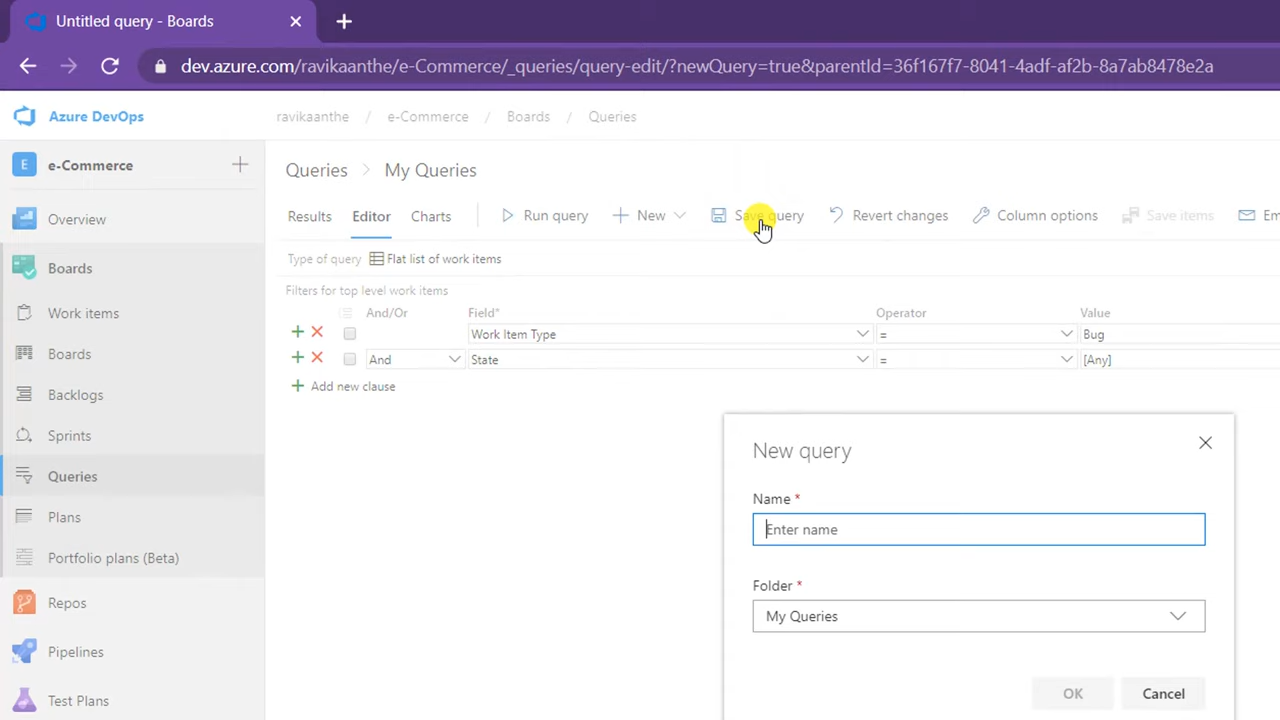 Untitled query - Boards
dev.azure.com/ravikaanthe/e-Commerce/_queries/query-edit/?newQuery=true&parentId=36f167f7-8041-4adf-af2b-8a7ab8478e2a
Azure DevOps
ravikaanthe / e-Commerce / Boards / Queries
E e-Commerce
Queries > My Queries
Overview
Results Editor Charts Run query New Save query Revert changes Column options Save items Em
Type of query Flat list of work items
Boards
Filters for top level work items
And/Or Field* Operator Value
Work items
Work Item Type = Bug
Boards
And State = [Any]
Add new clause
Backlogs
Sprints
Queries
Plans
Portfolio plans (Beta)
Repos
Pipelines
Test Plans
New query
Name *
Enter name
Folder *
My Queries
OK Cancel